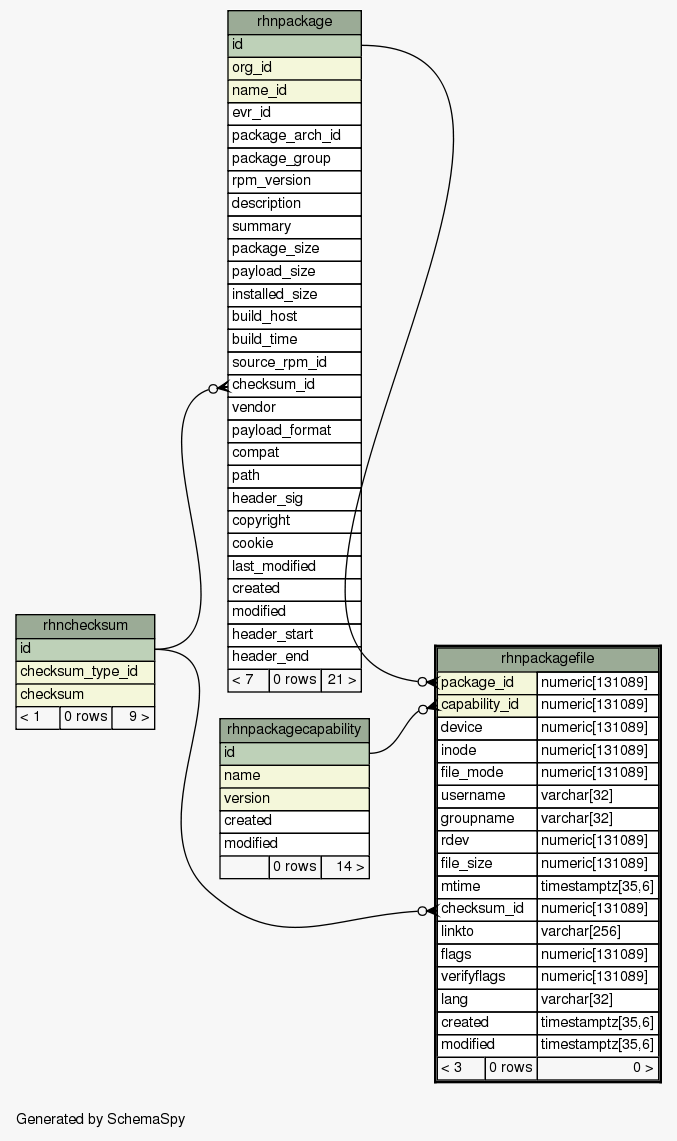 rhnpackage
id
org_id
name_id
evr_id
package_arch_id
package_group
rpm_version
description
summary
package_size
payload_size
installed_size
build_host
build_time
source_rpm_id
checksum_id
vendor
payload_format
compat
path
header_sig
copyright
cookie
last_modified
created
modified
header_start
header_end
< 7 0 rows 21 >
rhnchecksum
id
checksum_type_id
checksum
< 1 0 rows 9 >
rhnpackagecapability
id
name
version
created
modified
0 rows 14 >
rhnpackagefile
package_id numeric[131089]
capability_id numeric[131089]
device numeric[131089]
inode numeric[131089]
file_mode numeric[131089]
username varchar[32]
groupname varchar[32]
rdev numeric[131089]
file_size numeric[131089]
mtime timestamptz[35,6]
checksum_id numeric[131089]
linkto varchar[256]
flags numeric[131089]
verifyflags numeric[131089]
lang varchar[32]
created timestamptz[35,6]
modified timestamptz[35,6]
< 3 0 rows 0 >
Generated by SchemaSpy